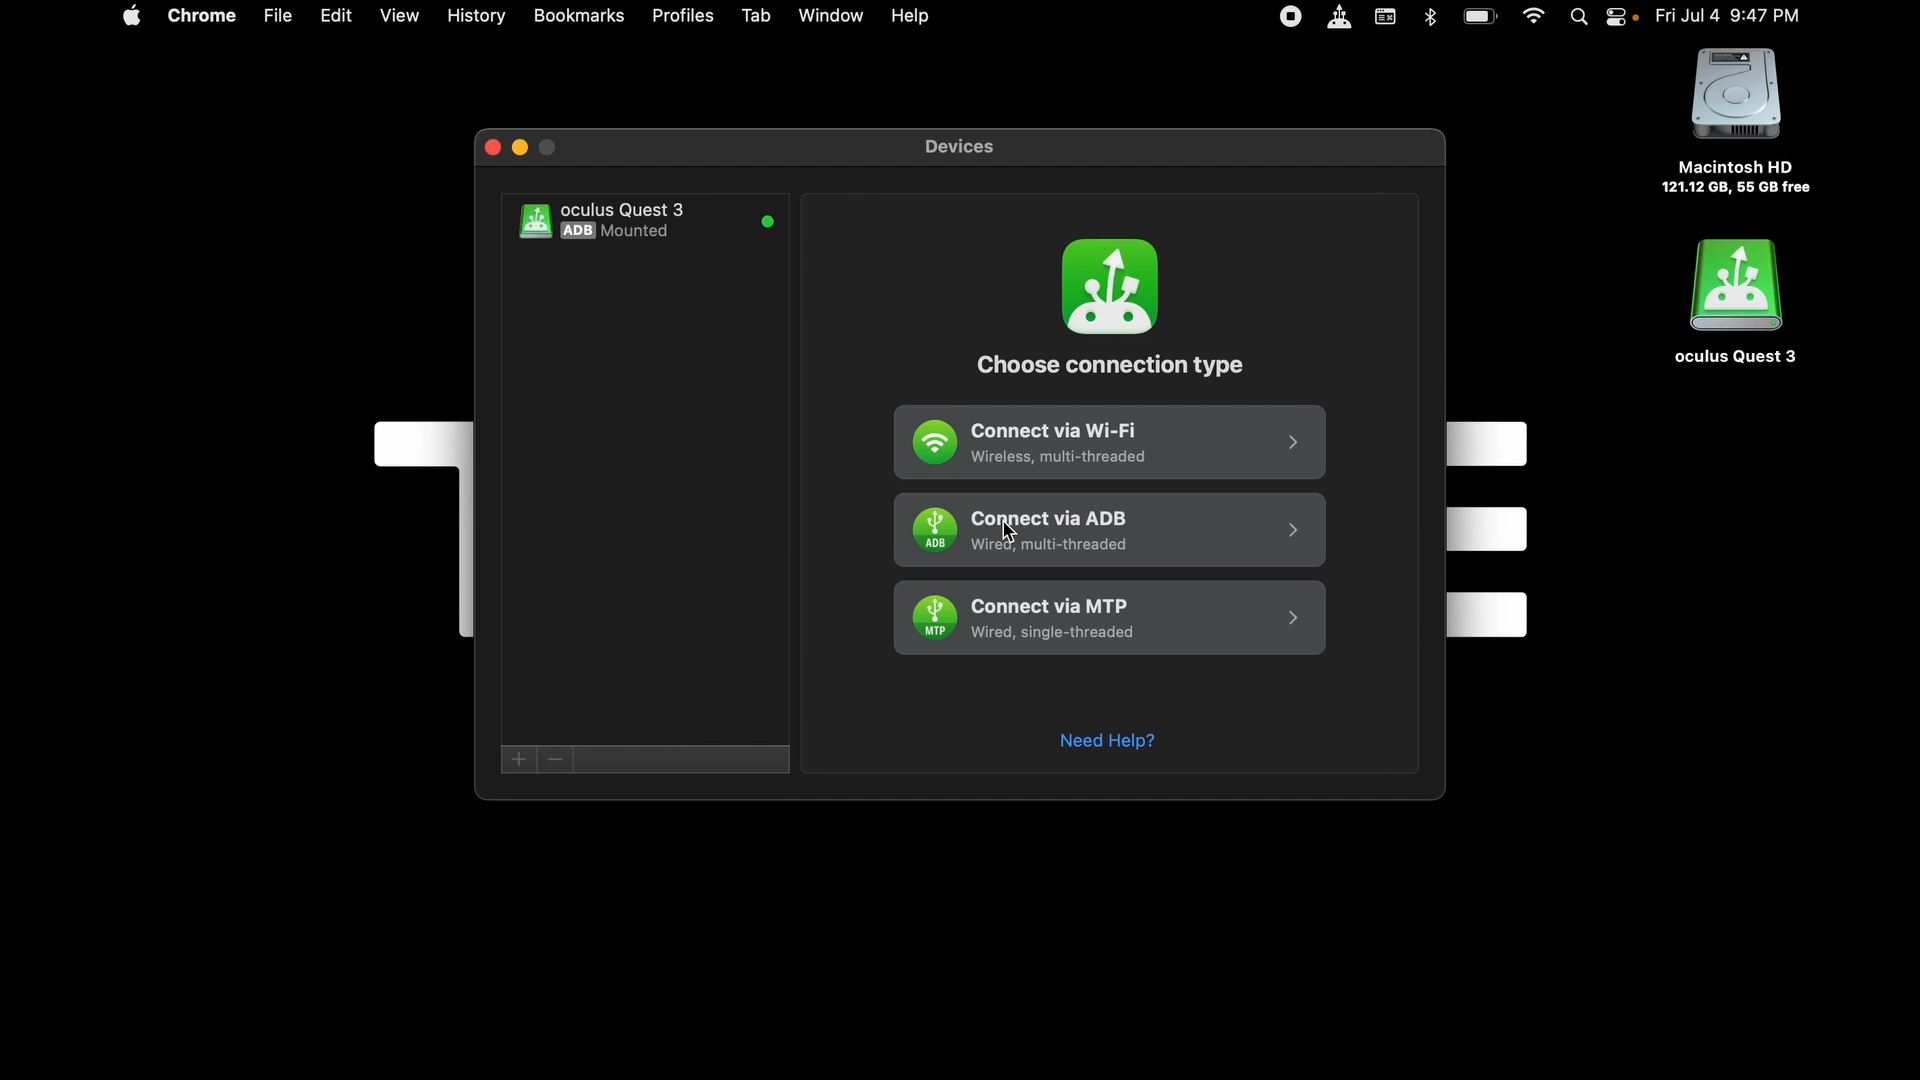 Chrome File Edit View History Bookmarks Profiles Tab Window Help Fri Jul 4 9:47 PM
Macintosh HD
121.12 GB, 55 GB free
oculus Quest 3
Devices
oculus Quest 3
ADB Mounted
Choose connection type
Connect via Wi-Fi
Wireless, multi-threaded
ADB
Connect via ADB
Wired, multi-threaded
MTP
Connect via MTP
Wired, single-threaded
Need Help?